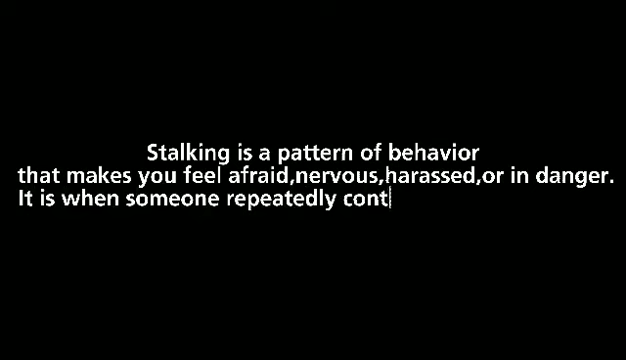 Stalking is a pattern of behavior
that makes you feel afraid,nervous,harassed,or in danger.
It is when someone repeatedly cont